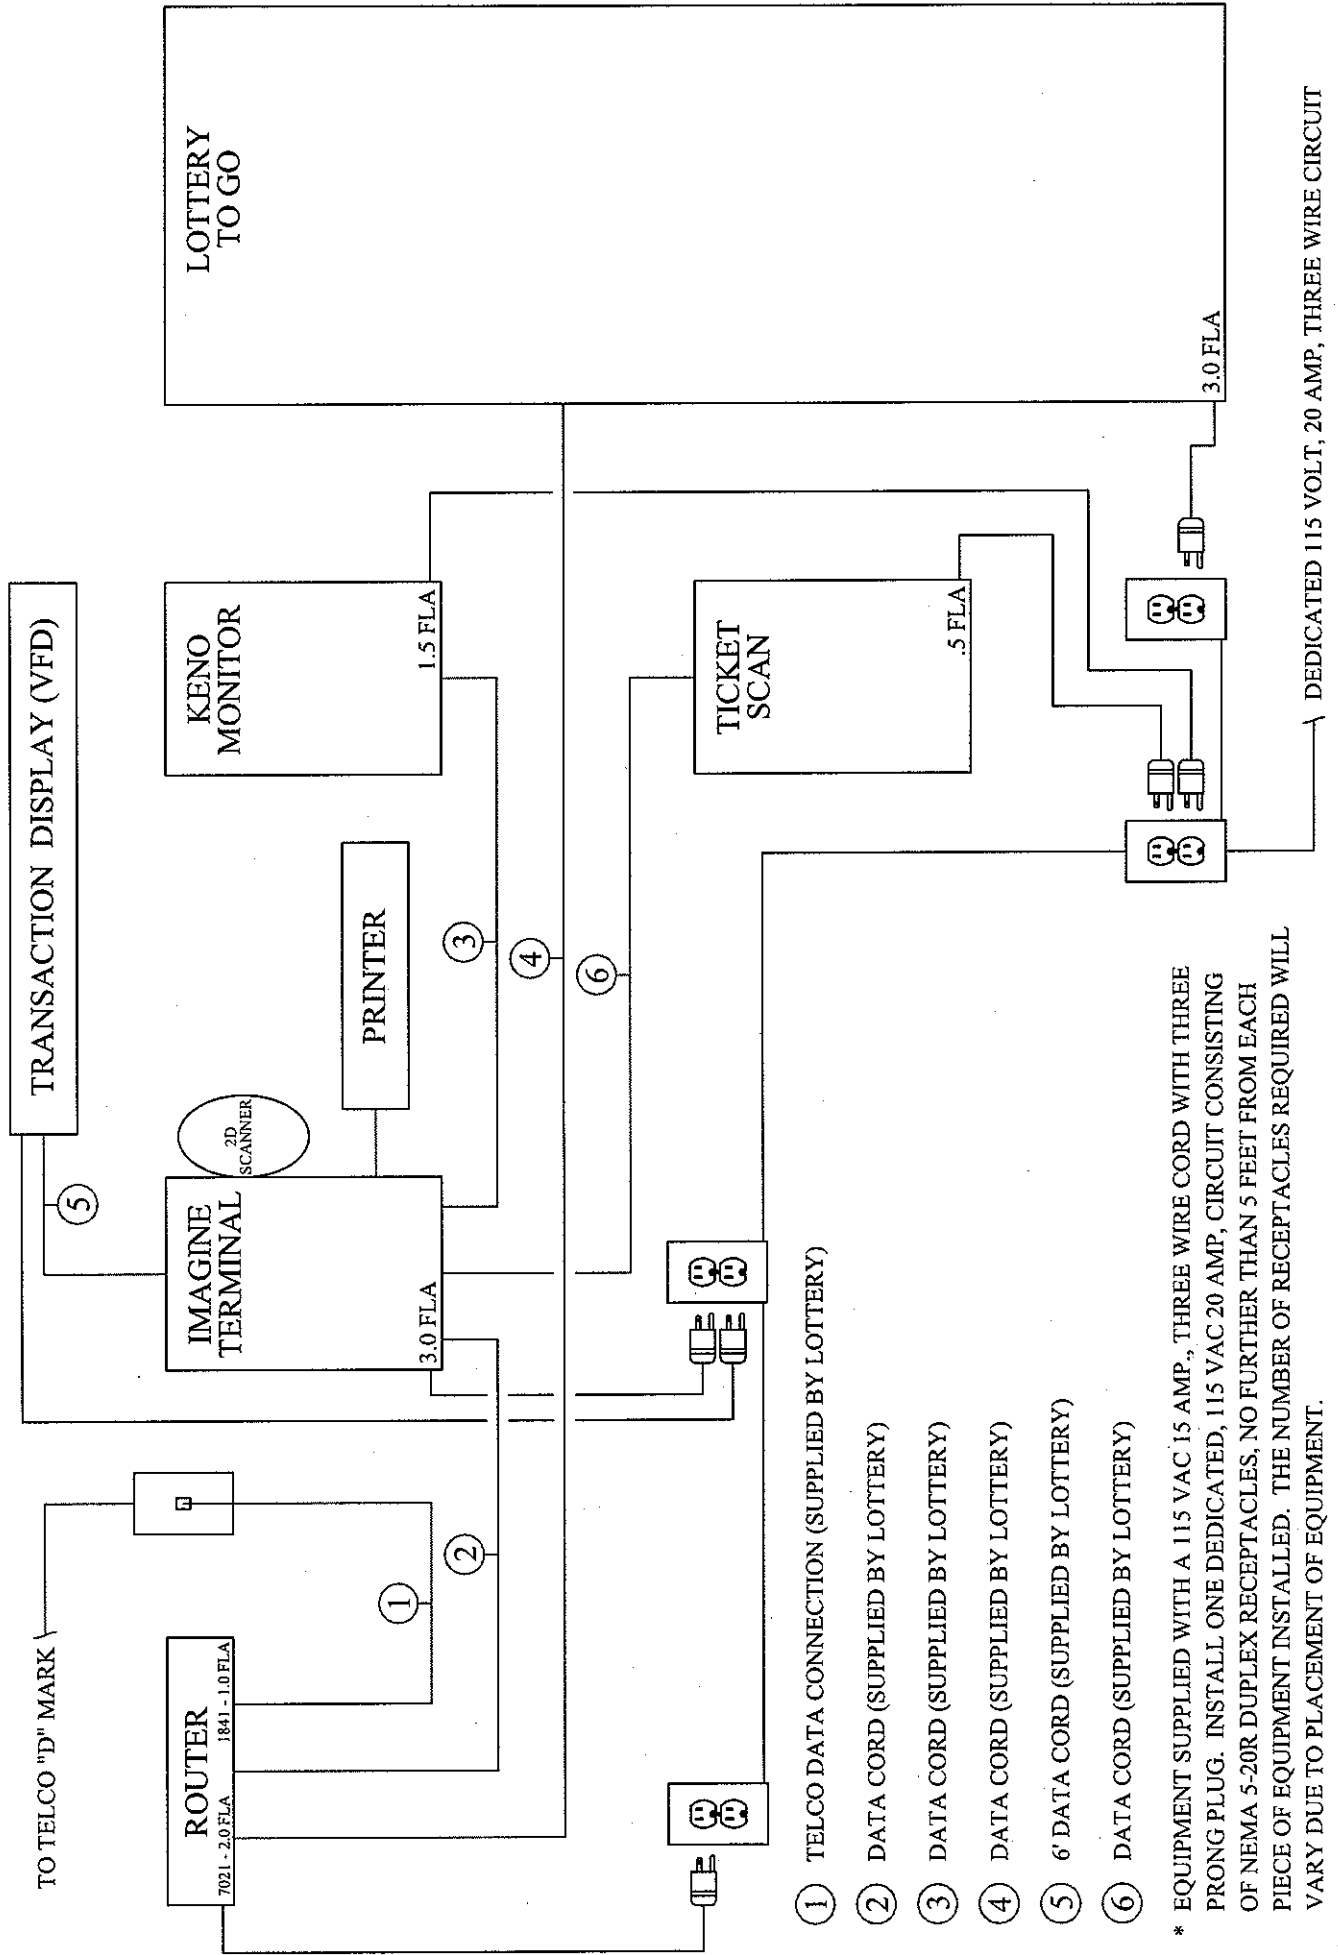 TO TELCO "D" MARK
TRANSACTION DISPLAY (VFD)
ROUTER
7021 - 2.0 FLA
1841 - 1.0 FLA
IMAGINE
TERMINAL
3.0 FLA
2D
SCANNER
PRINTER
KENO
MONITOR
1.5 FLA
LOTTERY
TO GO
3.0 FLA
TICKET
SCAN
.5 FLA
5
1
2
3
4
6
DEDICATED 115 VOLT, 20 AMP, THREE WIRE CIRCUIT
1 TELCO DATA CONNECTION (SUPPLIED BY LOTTERY)
2 DATA CORD (SUPPLIED BY LOTTERY)
3 DATA CORD (SUPPLIED BY LOTTERY)
4 DATA CORD (SUPPLIED BY LOTTERY)
5 6' DATA CORD (SUPPLIED BY LOTTERY)
6 DATA CORD (SUPPLIED BY LOTTERY)
* EQUIPMENT SUPPLIED WITH A 115 VAC 15 AMP., THREE WIRE CORD WITH THREE
PRONG PLUG. INSTALL ONE DEDICATED, 115 VAC 20 AMP, CIRCUIT CONSISTING
OF NEMA 5-20R DUPLEX RECEPTACLES, NO FURTHER THAN 5 FEET FROM EACH
PIECE OF EQUIPMENT INSTALLED. THE NUMBER OF RECEPTACLES REQUIRED WILL
VARY DUE TO PLACEMENT OF EQUIPMENT.